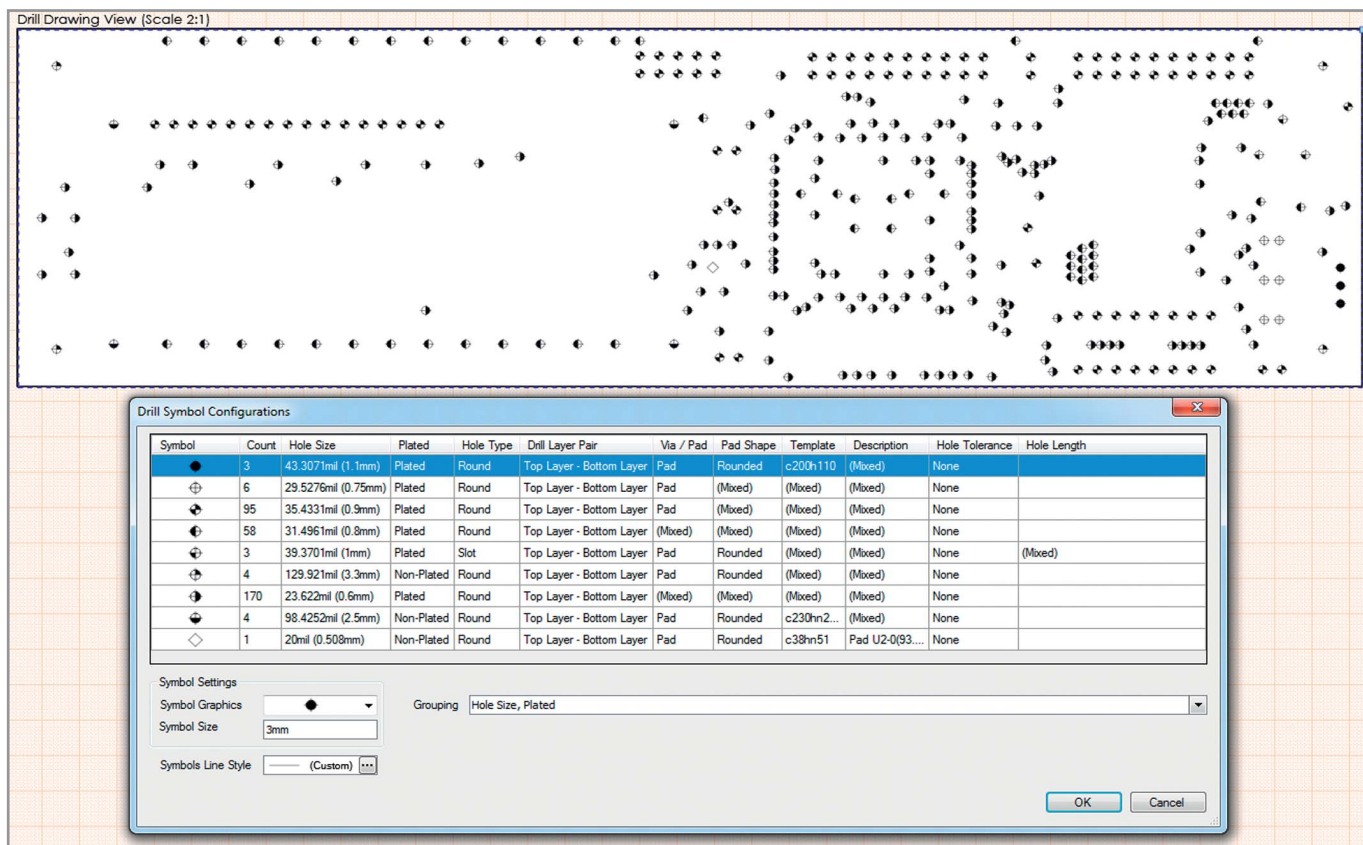 Drill Drawing View (Scale 2:1)
Drill Symbol Configurations
Symbol Count Hole Size Plated Hole Type Drill Layer Pair Via / Pad Pad Shape Template Description Hole Tolerance Hole Length
3 43.3071mil (1.1mm) Plated Round Top Layer - Bottom Layer Pad Rounded c200h110 (Mixed) None
6 29.5276mil (0.75mm) Plated Round Top Layer - Bottom Layer Pad (Mixed) (Mixed) (Mixed) None
95 35.4331mil (0.9mm) Plated Round Top Layer - Bottom Layer Pad (Mixed) (Mixed) (Mixed) None
58 31.4961mil (0.8mm) Plated Round Top Layer - Bottom Layer (Mixed) (Mixed) (Mixed) (Mixed) None
3 39.3701mil (1mm) Plated Slot Top Layer - Bottom Layer Pad Rounded (Mixed) (Mixed) None (Mixed)
4 129.921mil (3.3mm) Non-Plated Round Top Layer - Bottom Layer Pad Rounded (Mixed) (Mixed) None
170 23.622mil (0.6mm) Plated Round Top Layer - Bottom Layer (Mixed) (Mixed) (Mixed) (Mixed) None
4 98.4252mil (2.5mm) Non-Plated Round Top Layer - Bottom Layer Pad Rounded c230hn2... (Mixed) None
1 20mil (0.508mm) Non-Plated Round Top Layer - Bottom Layer Pad Rounded c38hn51 Pad U2-0(93.... None
Symbol Settings
Symbol Graphics
Grouping Hole Size, Plated
Symbol Size 3mm
Symbols Line Style (Custom) ...
OK Cancel